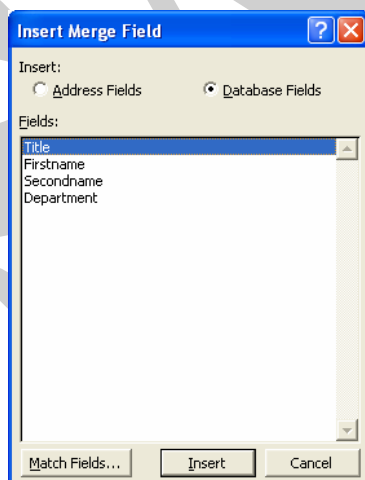 Insert Merge Field
Insert:
Address Fields Database Fields
Fields:
Title
Firstname
Secondname
Department
Match Fields... Insert Cancel